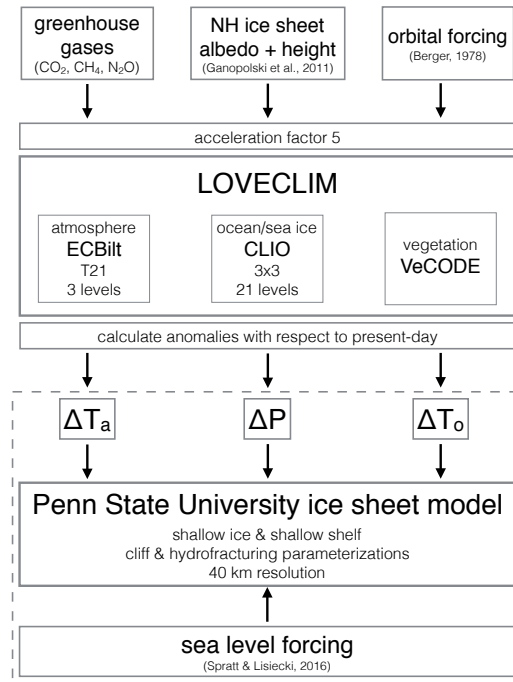 greenhouse
gases
(CO₂, CH₄, N₂O)
NH ice sheet
albedo + height
(Ganopolski et al., 2011)
orbital forcing
(Berger, 1978)
acceleration factor 5
LOVECLIM
atmosphere
ECBilt
T21
3 levels
ocean/sea ice
CLIO
3x3
21 levels
vegetation
VeCODE
calculate anomalies with respect to present-day
ΔTₐ
ΔP
ΔTₒ
Penn State University ice sheet model
shallow ice & shallow shelf
cliff & hydrofracturing parameterizations
40 km resolution
sea level forcing
(Spratt & Lisiecki, 2016)